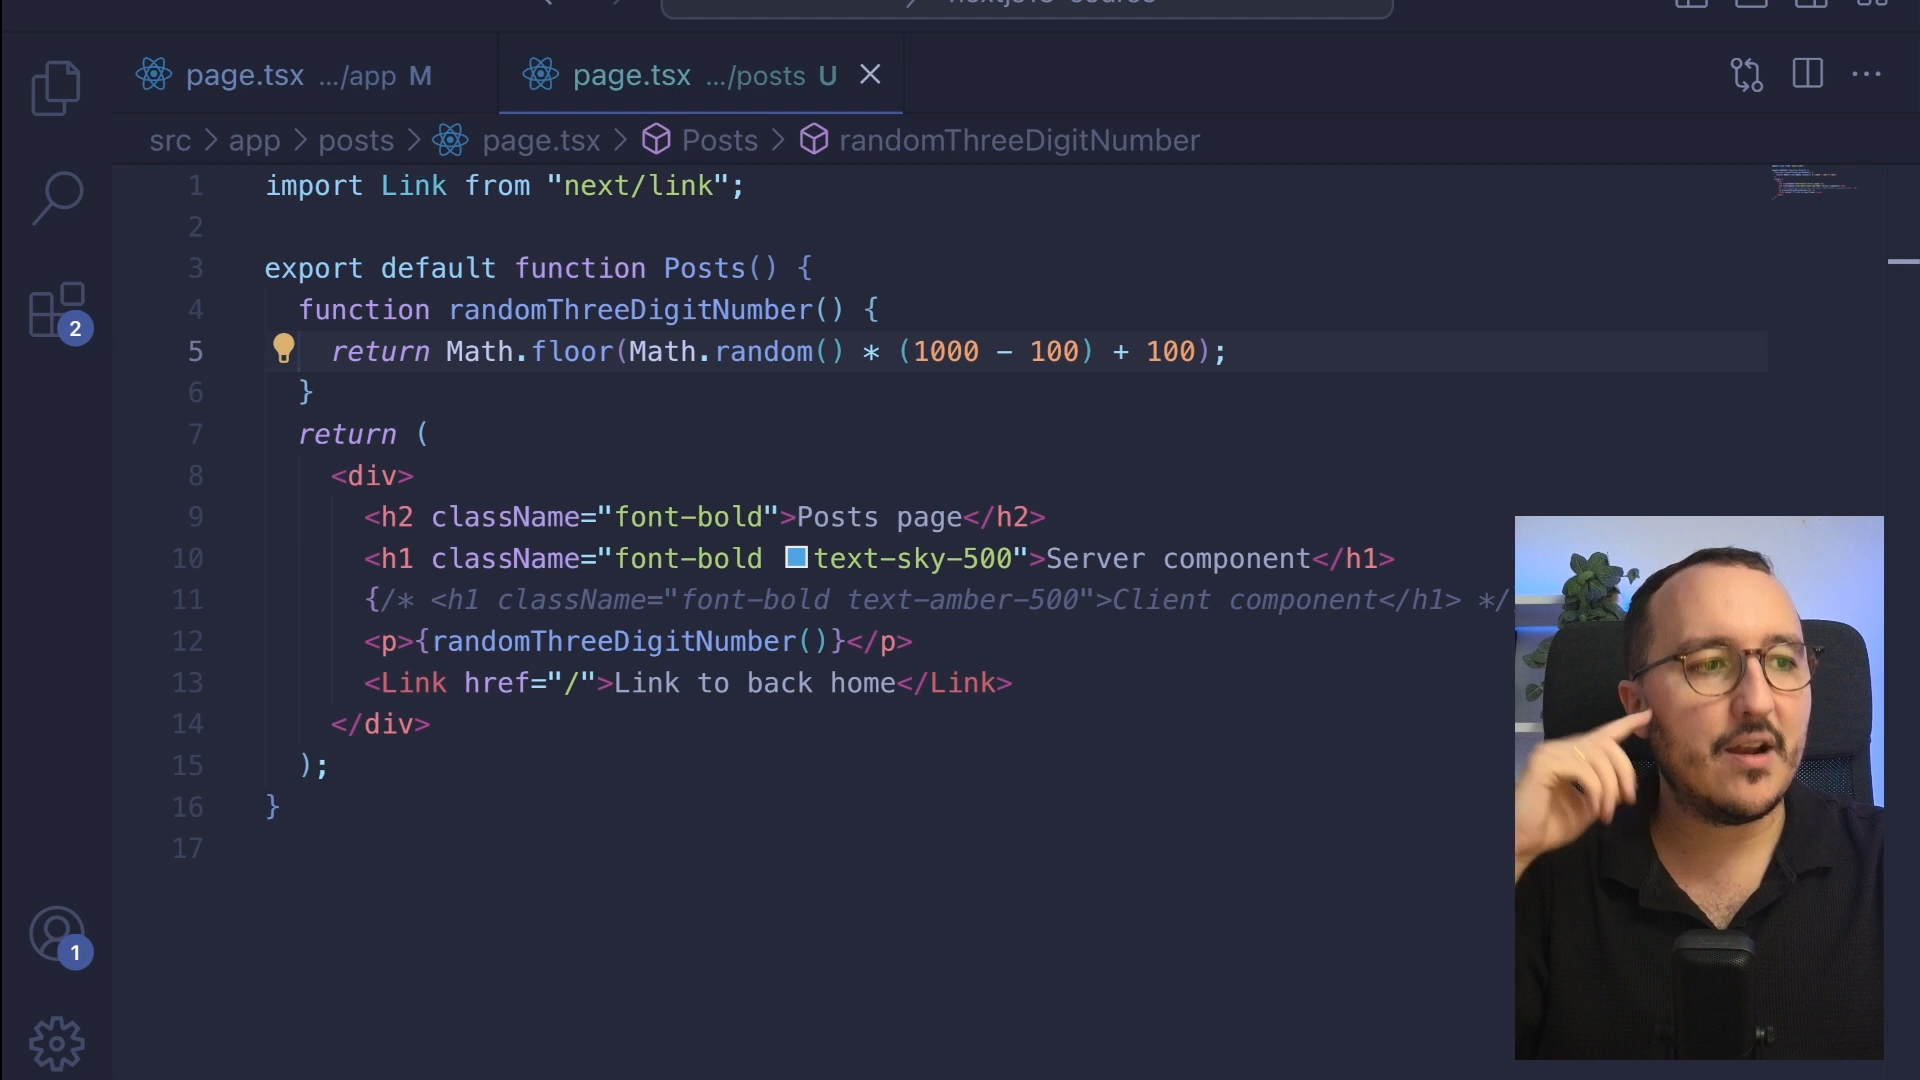 page.tsx .../app M
page.tsx .../posts U
src > app > posts > page.tsx > Posts > randomThreeDigitNumber
1 import Link from "next/link";
2
3 export default function Posts() {
4 function randomThreeDigitNumber() {
5 return Math.floor(Math.random() * (1000 - 100) + 100);
6 }
7 return (
8 <div>
9 <h2 className="font-bold">Posts page</h2>
10 <h1 className="font-bold text-sky-500">Server component</h1>
11 {/* <h1 className="font-bold text-amber-500">Client component</h1> */
12 <p>{randomThreeDigitNumber()}</p>
13 <Link href="/">Link to back home</Link>
14 </div>
15 );
16 }
17
2
1